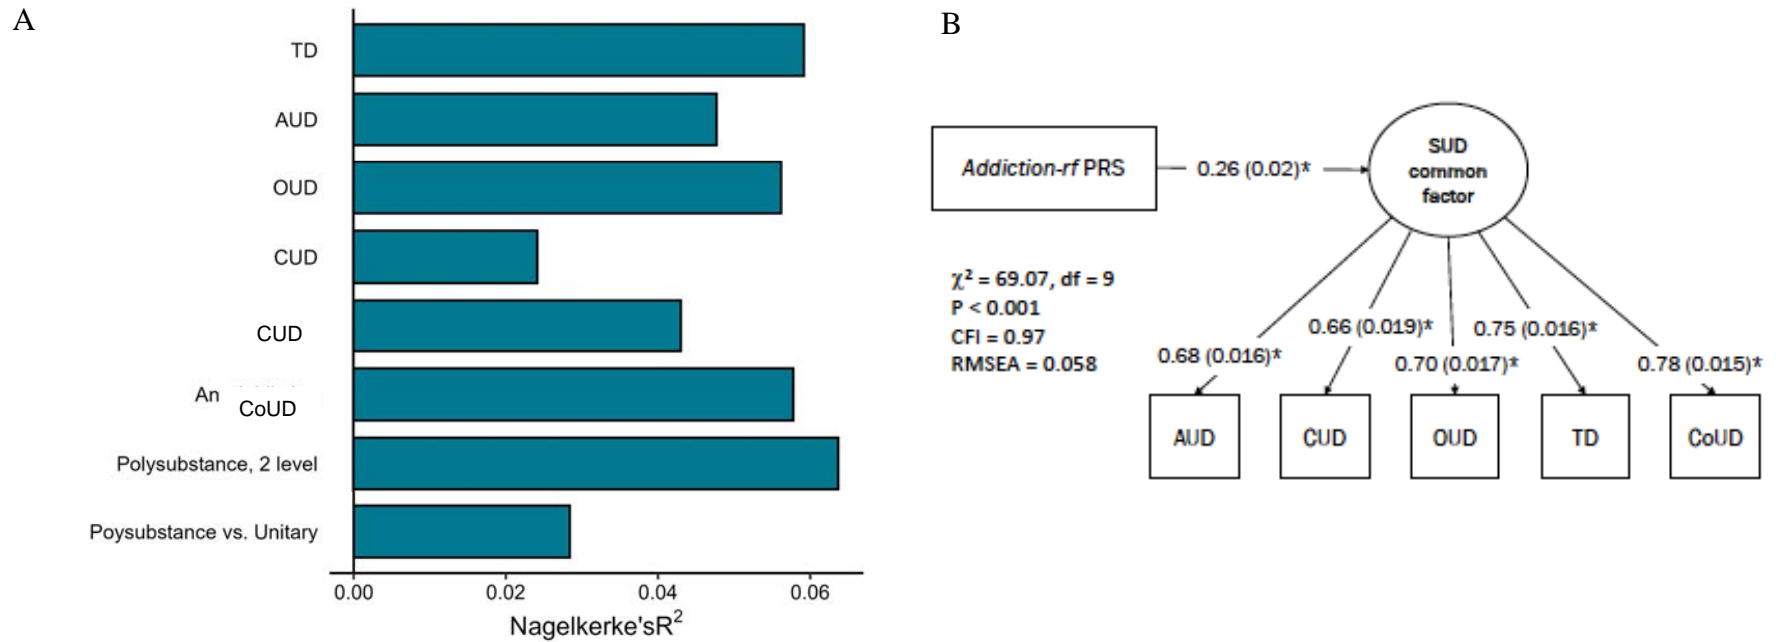 A
TD
AUD
OUD
CUD
CUD
An
CoUD
Polysubstance, 2 level
Poysubstance vs. Unitary
0.00 0.02 0.04 0.06
Nagelkerke'sR²
B
Addiction-rf PRS
0.26 (0.02)*
SUD
common
factor
χ² = 69.07, df = 9
P < 0.001
CFI = 0.97
RMSEA = 0.058
0.68 (0.016)*
0.66 (0.019)*
0.70 (0.017)*
0.75 (0.016)*
0.78 (0.015)*
AUD CUD OUD TD CoUD